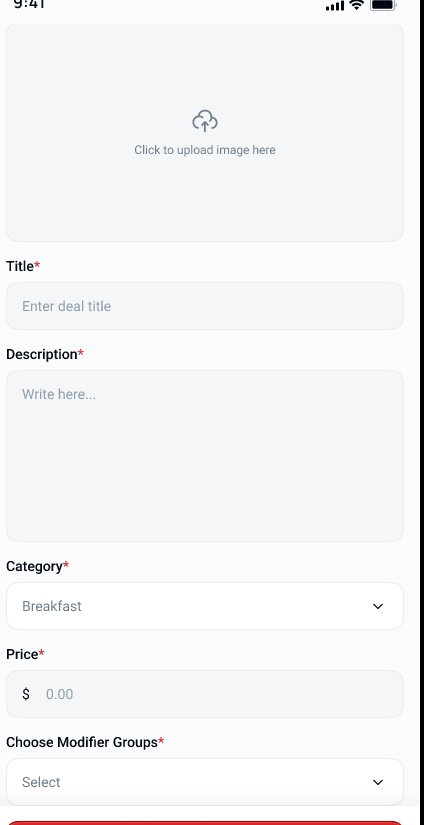 9:41
Click to upload image here
Title*
Enter deal title
Description*
Write here...
Category*
Breakfast
Price*
$ 0.00
Choose Modifier Groups*
Select